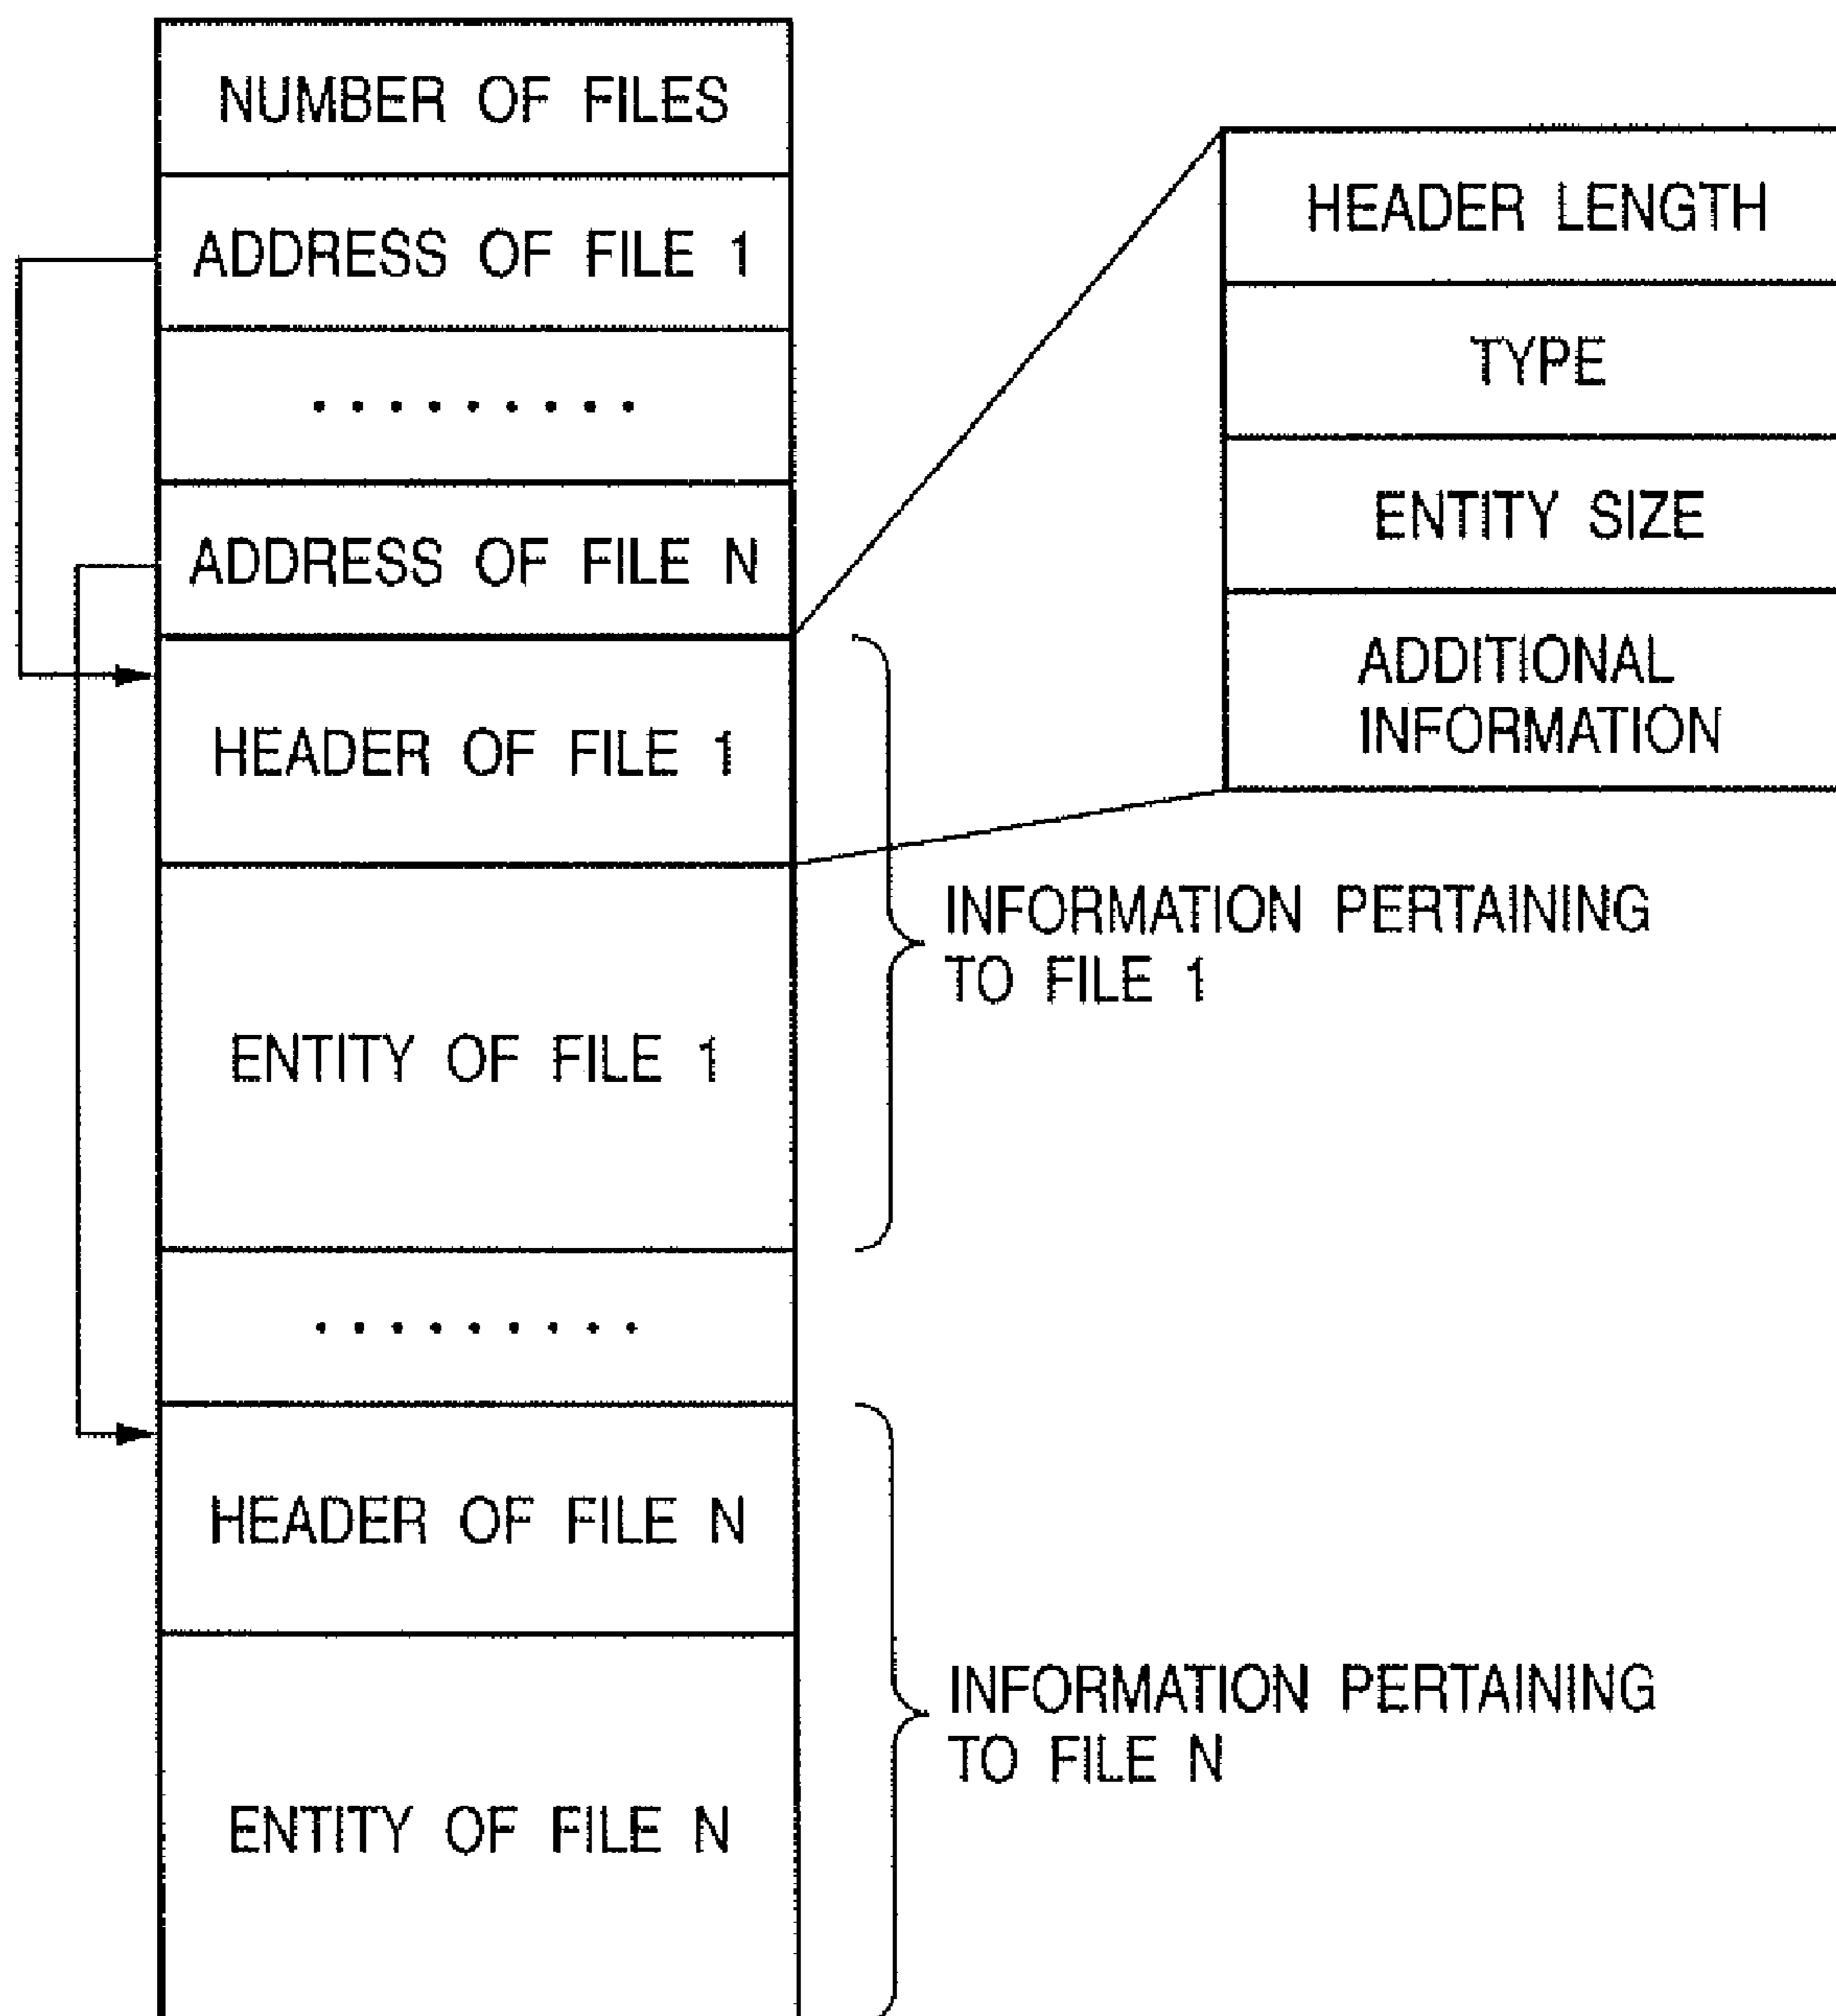 NUMBER OF FILES
ADDRESS OF FILE 1
.........
ADDRESS OF FILE N
HEADER OF FILE 1
ENTITY OF FILE 1
.........
HEADER OF FILE N
ENTITY OF FILE N
HEADER LENGTH
TYPE
ENTITY SIZE
ADDITIONAL
INFORMATION
INFORMATION PERTAINING
TO FILE 1
INFORMATION PERTAINING
TO FILE N